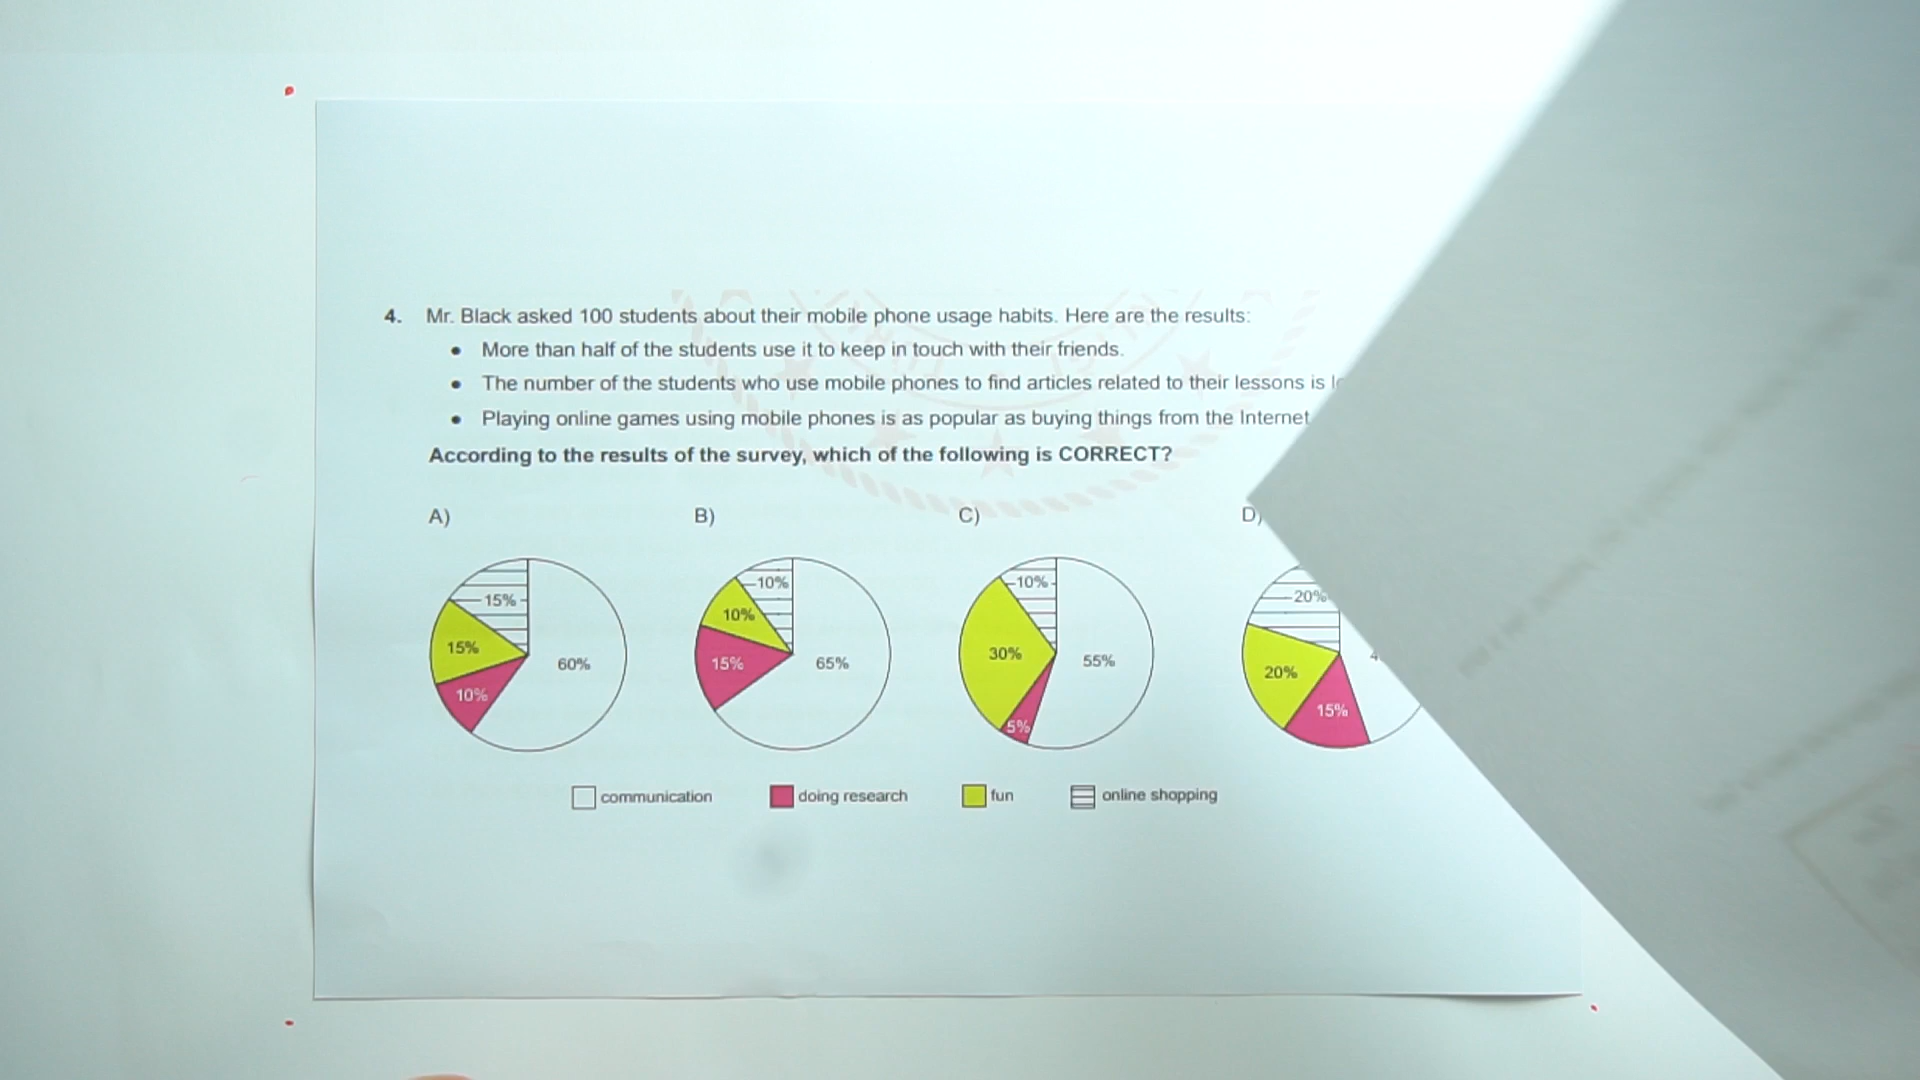 4. Mr. Black asked 100 students about their mobile phone usage habits. Here are the results:
• More than half of the students use it to keep in touch with their friends.
• The number of the students who use mobile phones to find articles related to their lessons is
• Playing online games using mobile phones is as popular as buying things from the Internet
According to the results of the survey, which of the following is CORRECT?
A) B) C) D)
15% 15% 10% 60%
10% 10% 15% 65%
10% 30% 5% 55%
20% 20% 15%
communication doing research fun online shopping